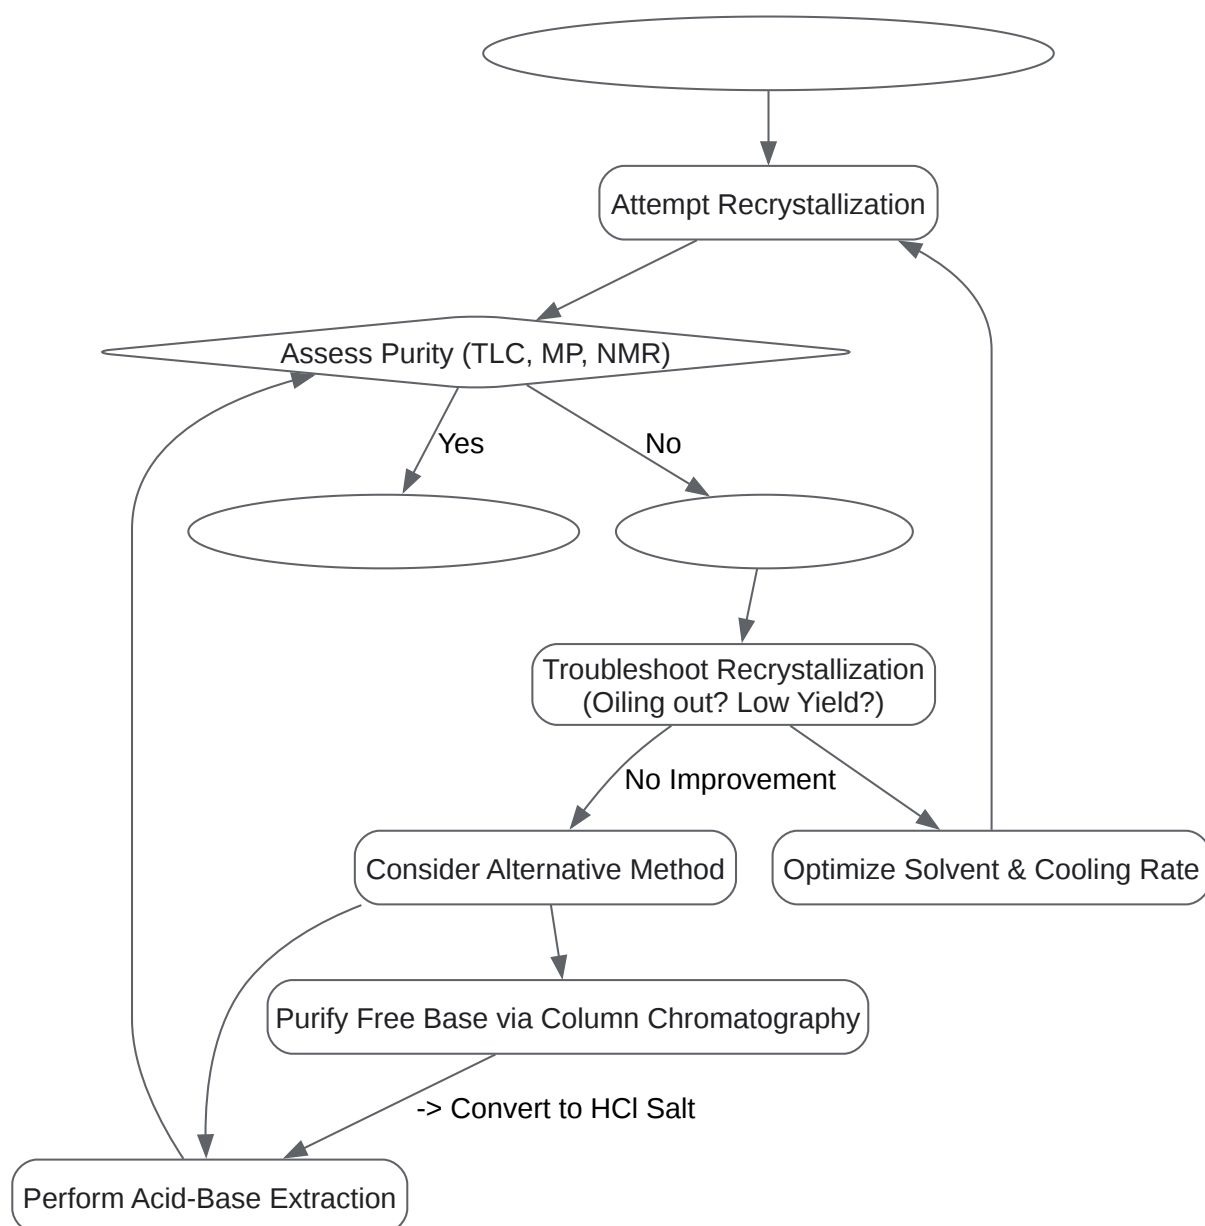 Attempt Recrystallization
Assess Purity (TLC, MP, NMR)
Yes
No
Troubleshoot Recrystallization
(Oiling out? Low Yield?)
No Improvement
Consider Alternative Method
Optimize Solvent & Cooling Rate
Purify Free Base via Column Chromatography
-> Convert to HCl Salt
Perform Acid-Base Extraction